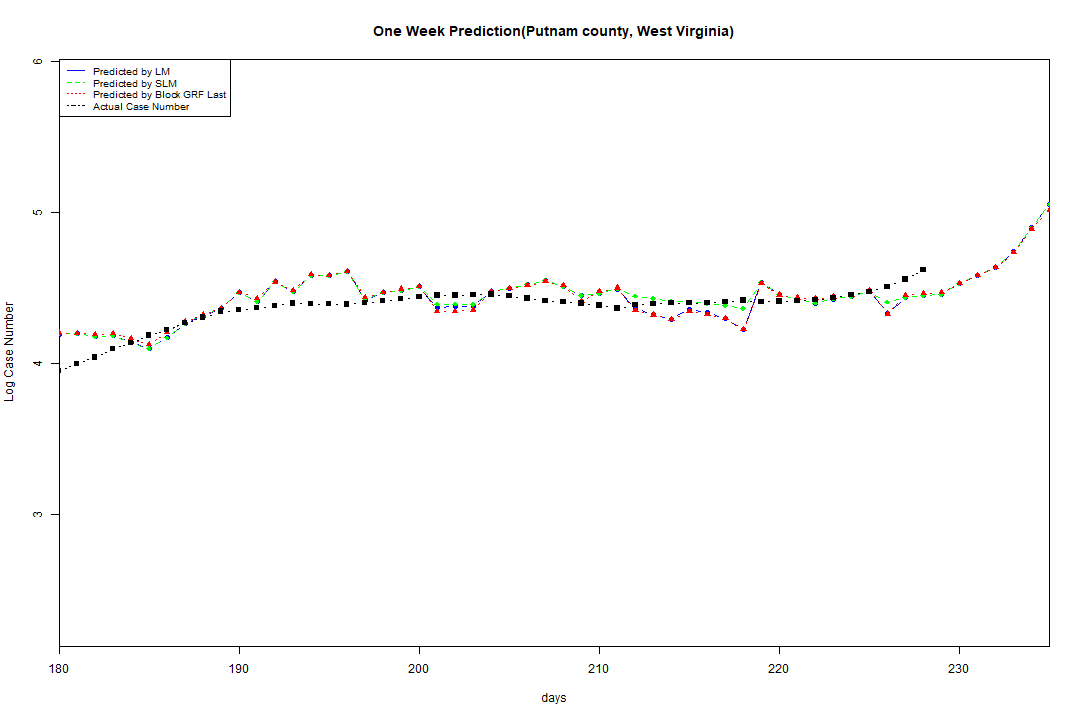 One Week Prediction(Putnam county, West Virginia)
Predicted by LM
Predicted by SLM
Predicted by Block GRF Last
Actual Case Number
6
5
4
3
Log Case Number
180 190 200 210 220 230
days